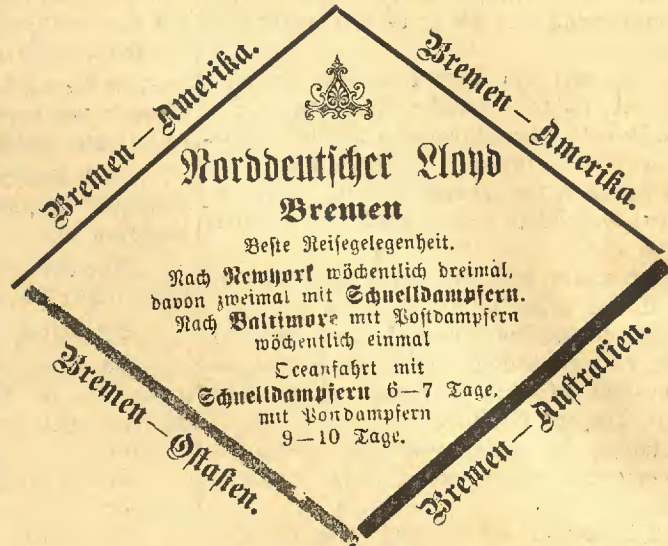 Bremen—Amerika.
Bremen—Amerika.
Norddeutscher Lloyd
Bremen
Beste Reisegelegenheit.
Nach Newyork wöchentlich dreimal,
davon zweimal mit Schnelldampfern.
Nach Baltimore mit Postdampfern
wöchentlich einmal
Oceanfahrt mit
Schnelldampfern 6—7 Tage,
mit Postdampfern
9—10 Tage.
Bremen—Ostasien.
Bremen—Australien.